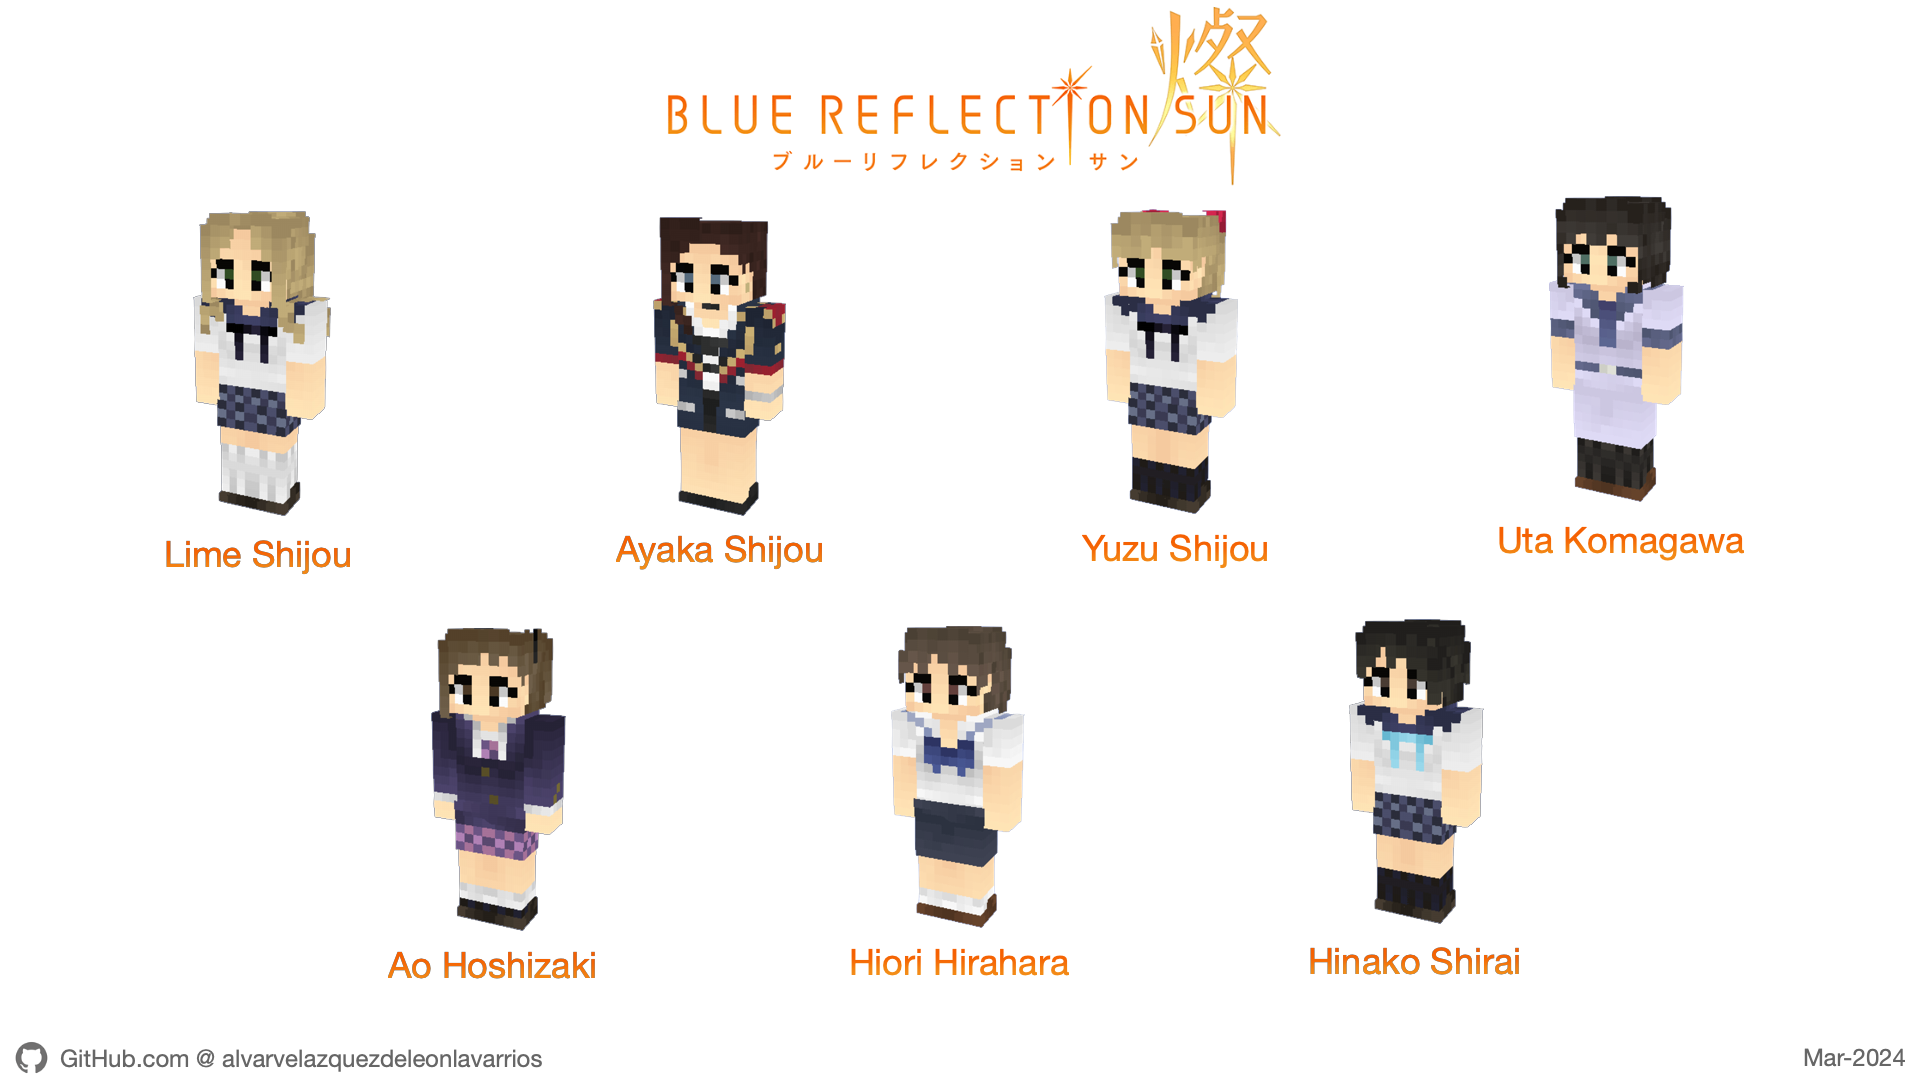 燦
BLUE REFLECTION SUN
ブルーリフレクション サン
Lime Shijou
Ayaka Shijou
Yuzu Shijou
Uta Komagawa
Ao Hoshizaki
Hiori Hirahara
Hinako Shirai
GitHub.com @ alvarvelazquezdeleonlavarrios
Mar-2024